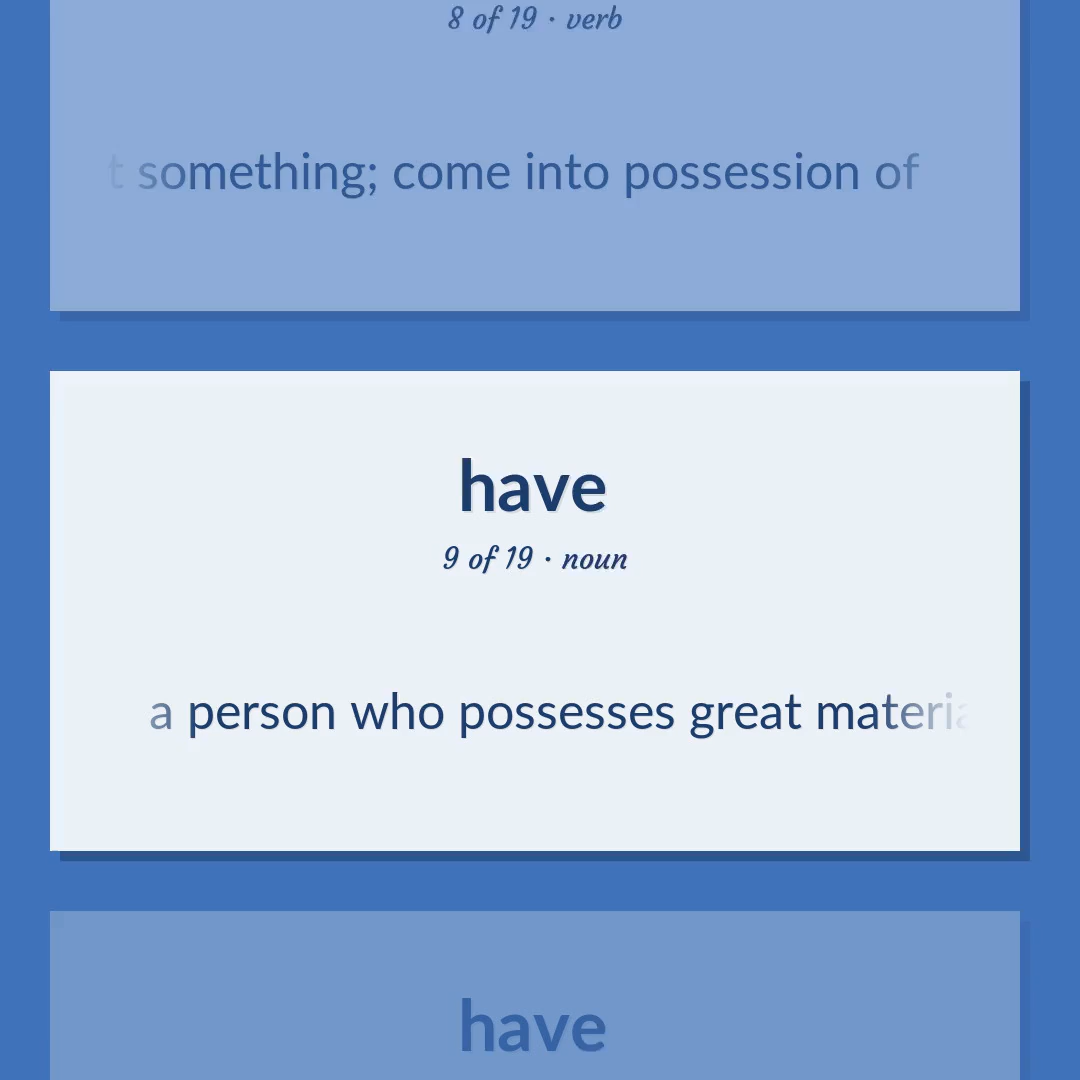 8 of 19 · verb
something; come into possession of
have
9 of 19 · noun
a person who possesses great
have